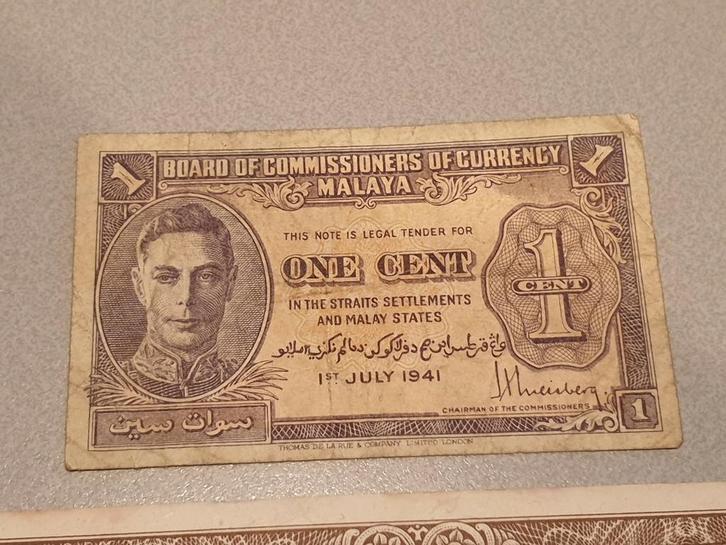 1 BOARD OF COMMISSIONERS OF CURRENCY 1
MALAYA
THIS NOTE IS LEGAL TENDER FOR
ONE CENT
1
CENT
IN THE STRAITS SETTLEMENTS
AND MALAY STATES
1ST JULY 1941
CHAIRMAN OF THE COMMISSIONERS
سوات سين
1
THOMAS DE LA RUE & COMPANY LIMITED LONDON